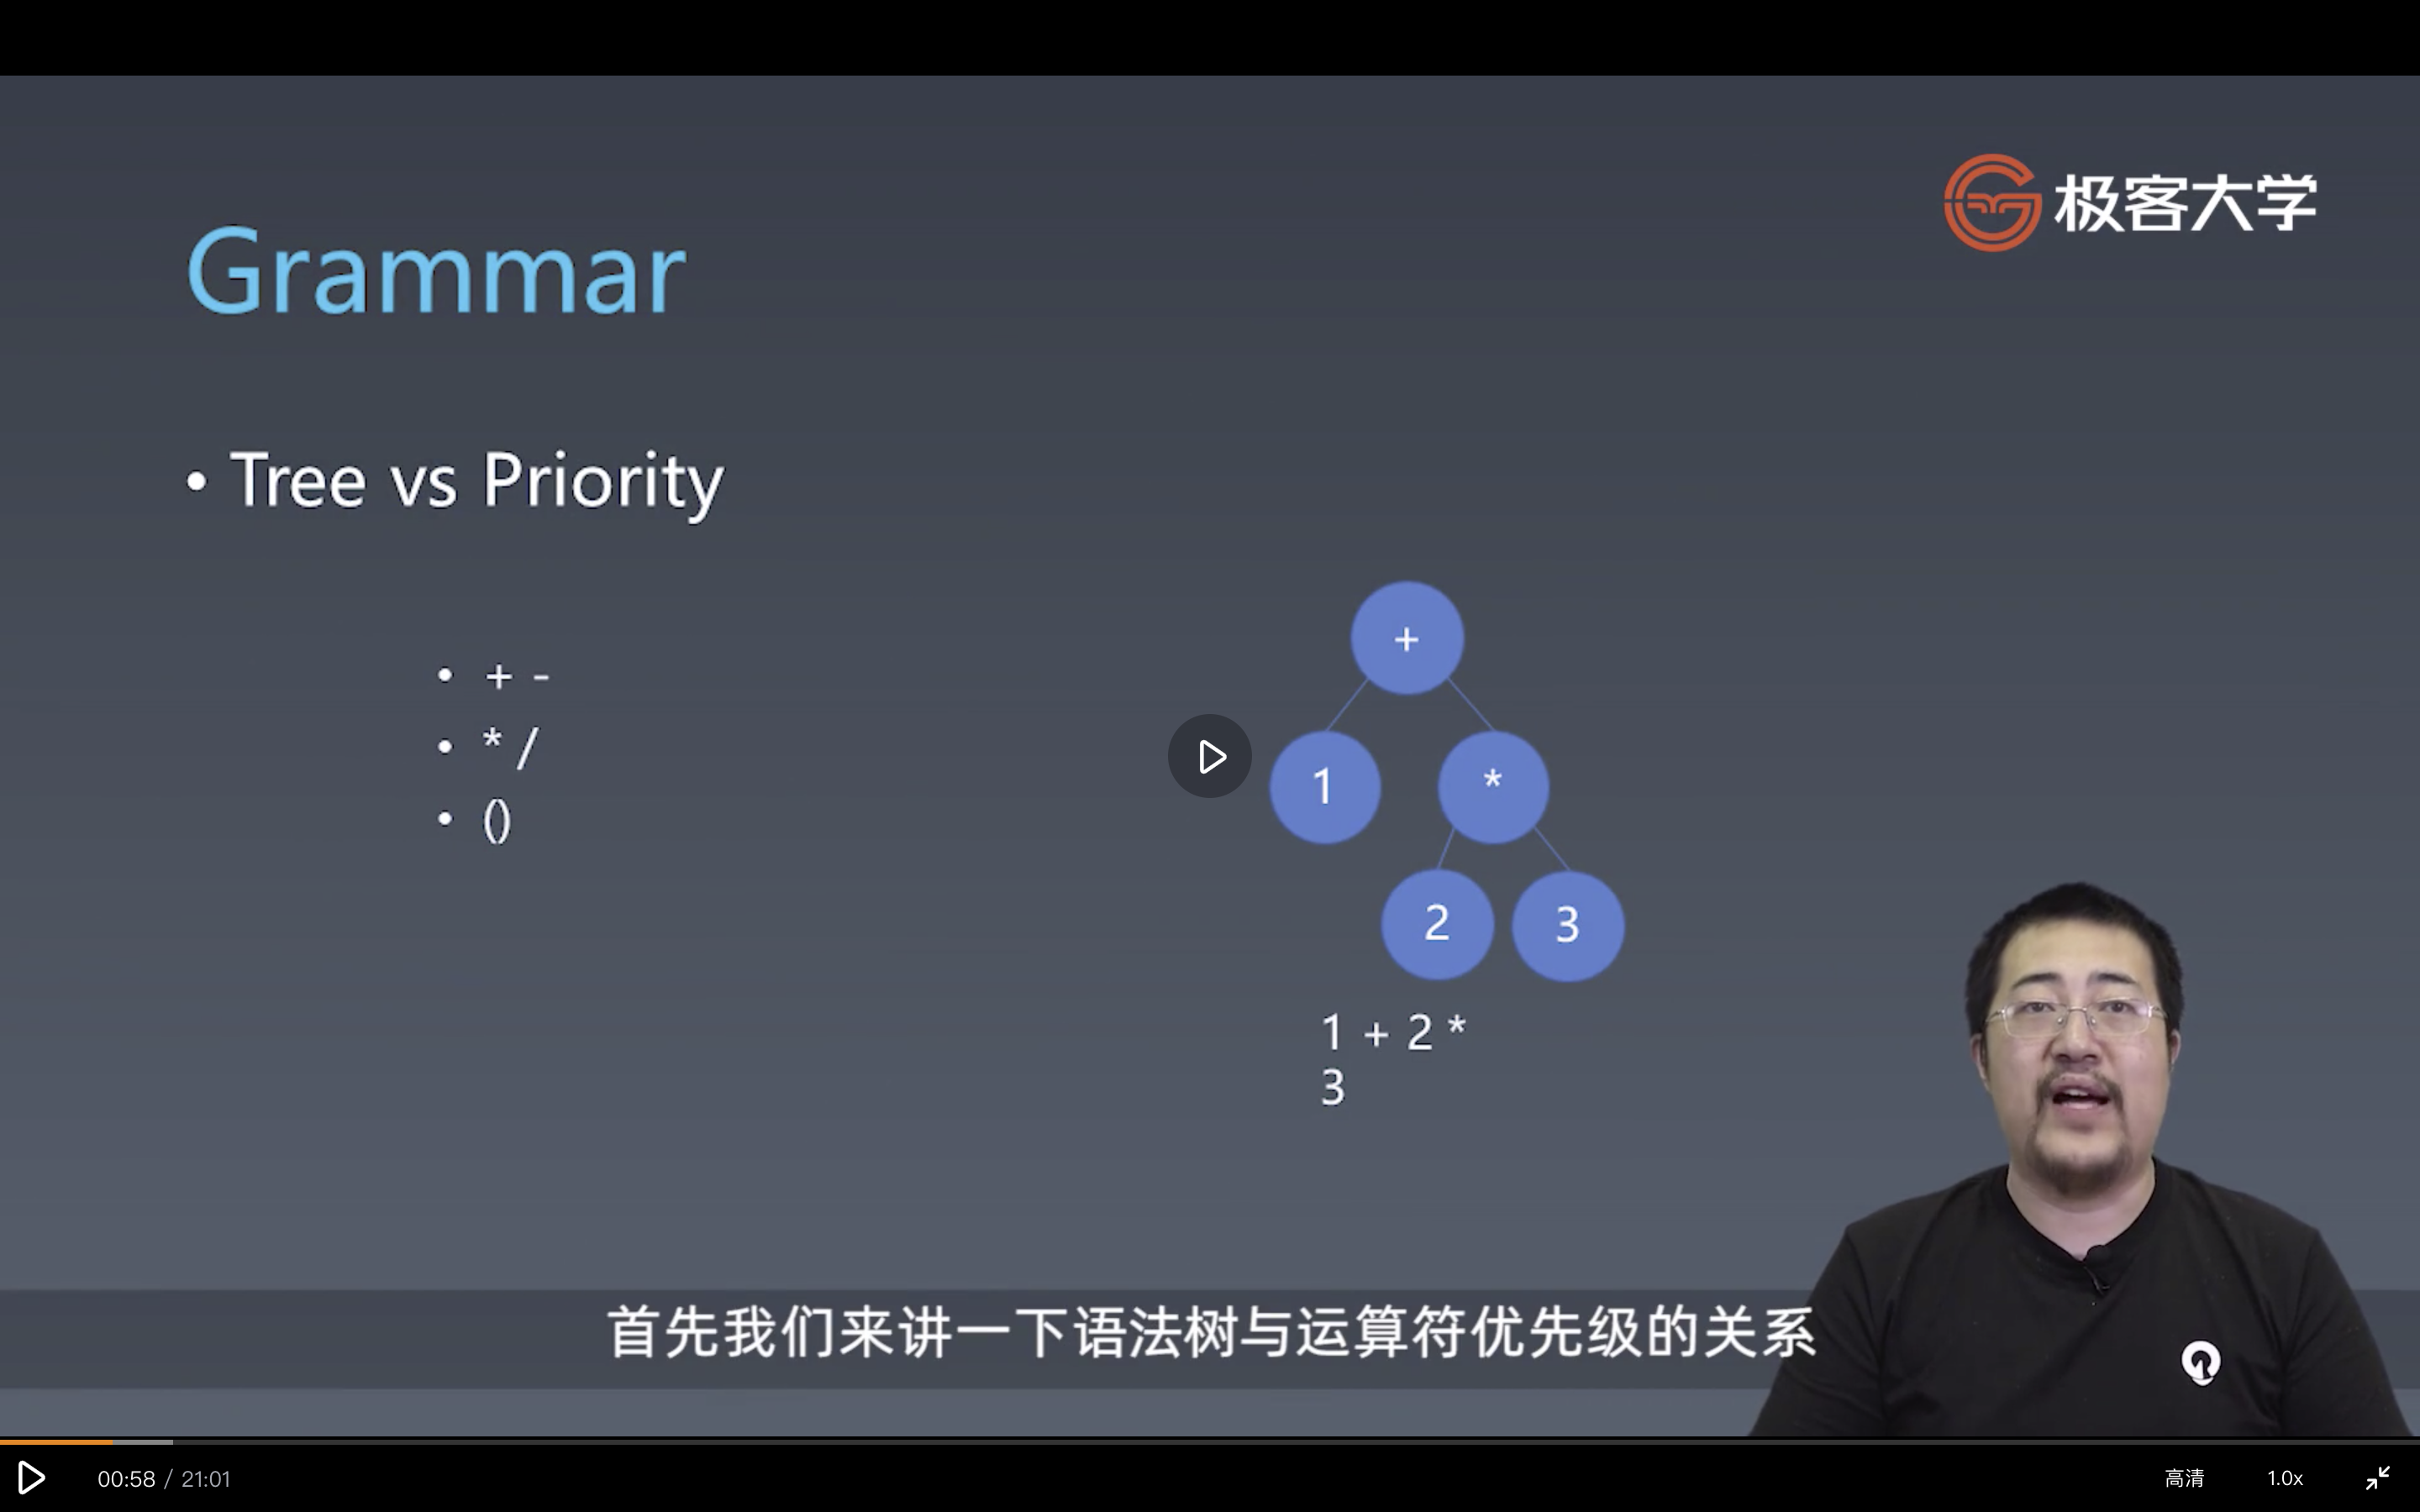 极客大学
Grammar
• Tree vs Priority
• + -
• * /
• ()
+
1
*
2
3
1 + 2 *
3
首先我们来讲一下语法树与运算符优先级的关系
00:58 / 21:01
高清
1.0x